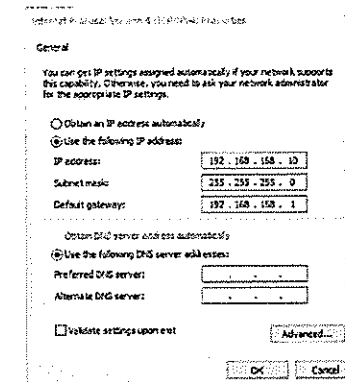 General
You can get IP settings assigned automatically if your network supports
this capability. Otherwise, you need to ask your network administrator
for the appropriate IP settings.
Obtain an IP address automatically
Use the following IP address:
IP address: 192 . 168 . 158 . 10
Subnet mask: 255 . 255 . 255 . 0
Default gateway: 192 . 168 . 158 . 1
Obtain DNS server address automatically
Use the following DNS server addresses:
Preferred DNS server: . . .
Alternate DNS server: . . .
Validate settings upon exit
Advanced...
OK Cancel